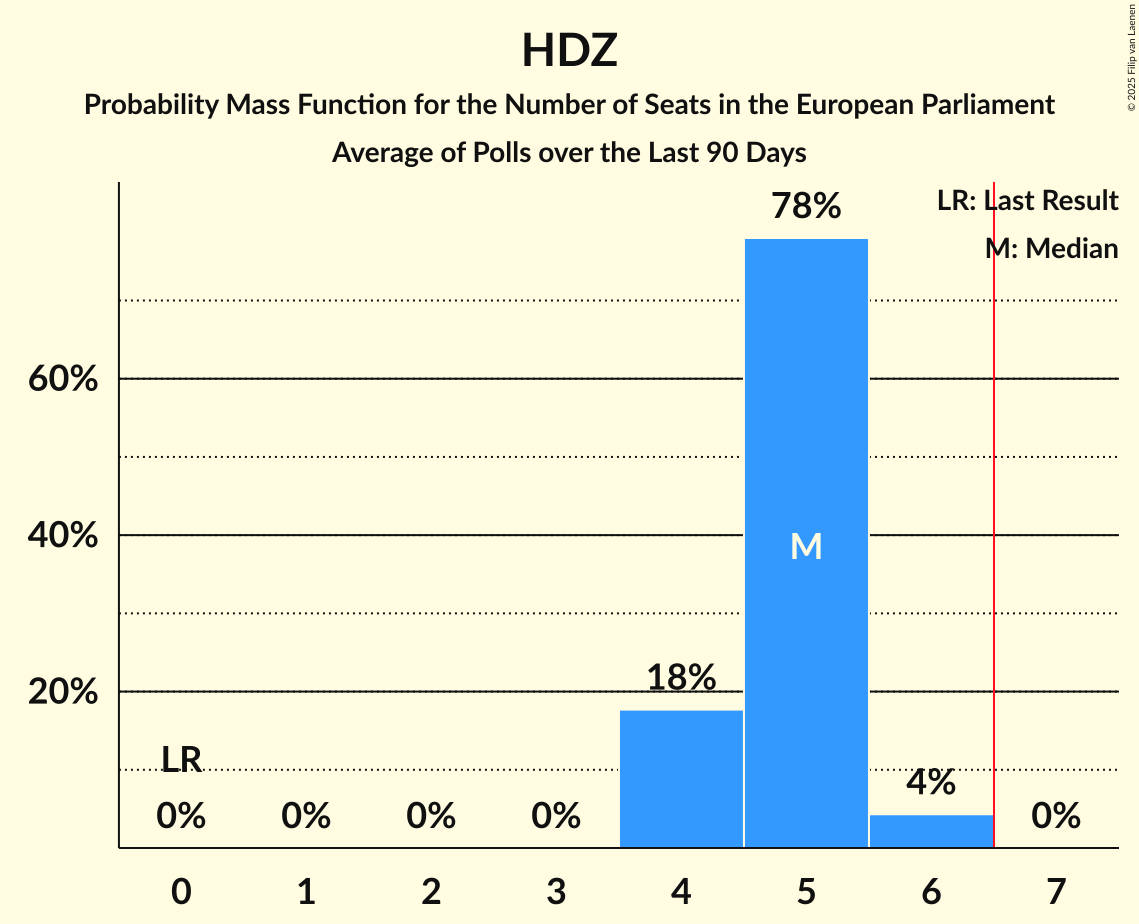 HDZ
Probability Mass Function for the Number of Seats in the European Parliament
Average of Polls over the Last 90 Days
© 2025 Filip van Laenen
LR: Last Result
M: Median
78%
60%
40%
M
20%
18%
LR
4%
0%
0%
0%
0%
0%
0
1
2
3
4
5
6
7